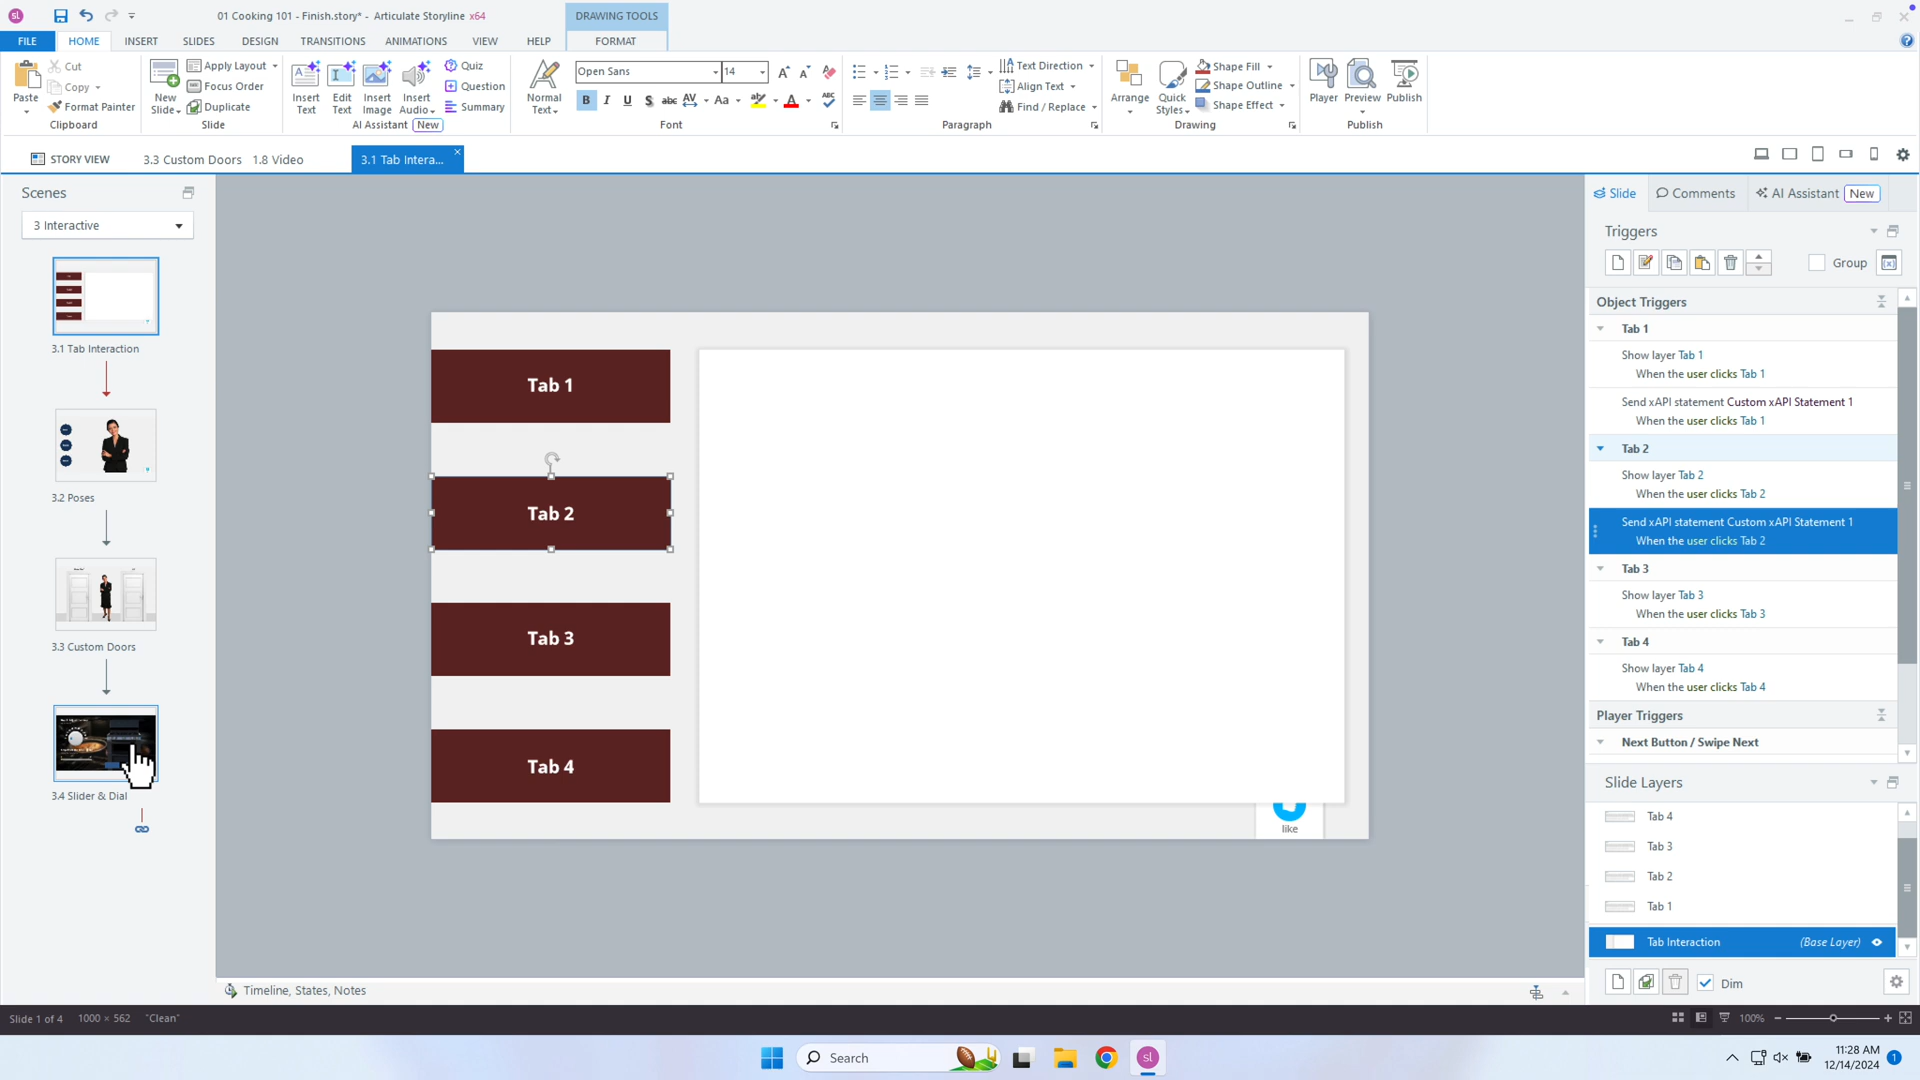 sl
01 Cooking 101 - Finish.story* - Articulate Storyline x64
DRAWING TOOLS
FILE HOME INSERT SLIDES DESIGN TRANSITIONS ANIMATIONS VIEW HELP FORMAT
Paste
Cut
Copy
Format Painter
Clipboard
New
Slide
Apply Layout
Focus Order
Duplicate
Slide
Insert
Text
Edit
Text
Insert
Image
Insert
Audio
Quiz
Question
Summary
AI Assistant New
Normal
Text
Open Sans 14
B I U S abc AV Aa A ABC
Font
Text Direction
Align Text
Find / Replace
Paragraph
Arrange
Quick
Styles
Shape Fill
Shape Outline
Shape Effect
Drawing
Player Preview Publish
Publish
STORY VIEW 3.3 Custom Doors 1.8 Video 3.1 Tab Intera...
Scenes
3 Interactive
3.1 Tab Interaction
3.2 Poses
3.3 Custom Doors
3.4 Slider & Dial
Tab 1
Tab 2
Tab 3
Tab 4
like
Slide Comments AI Assistant New
Triggers
Group
Object Triggers
Tab 1
Show layer Tab 1
When the user clicks Tab 1
Send xAPI statement Custom xAPI Statement 1
When the user clicks Tab 1
Tab 2
Show layer Tab 2
When the user clicks Tab 2
Send xAPI statement Custom xAPI Statement 1
When the user clicks Tab 2
Tab 3
Show layer Tab 3
When the user clicks Tab 3
Tab 4
Show layer Tab 4
When the user clicks Tab 4
Player Triggers
Next Button / Swipe Next
Slide Layers
Tab 4
Tab 3
Tab 2
Tab 1
Tab Interaction (Base Layer)
Dim
Timeline, States, Notes
Slide 1 of 4 1000 × 562 "Clean"
100%
Search
sl
11:28 AM
12/14/2024
1